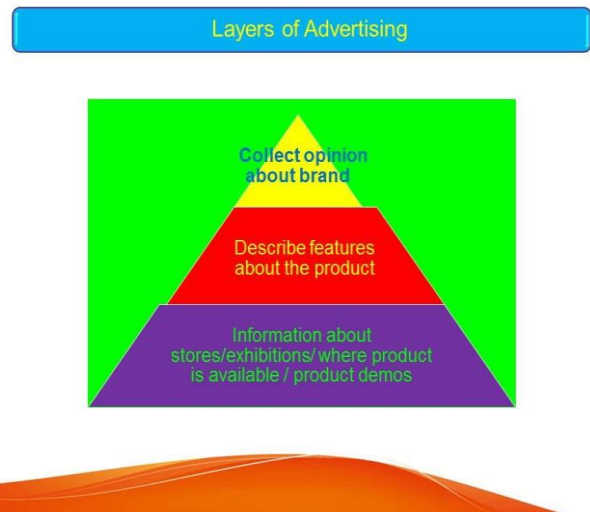 Layers of Advertising
Collect opinion
about brand
Describe features
about the product
Information about
stores/exhibitions/where product
is available / product demos